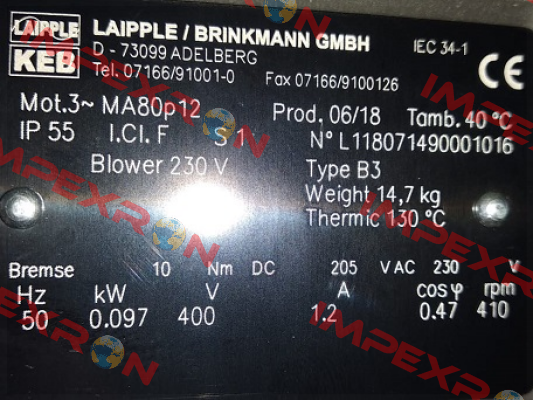 LAIPPLE
KEB
LAIPPLE / BRINKMANN GMBH
D - 73099 ADELBERG
Tel. 07166/91001-0 Fax 07166/9100126
IEC 34-1
CE
Mot.3~ MA80p12 Prod. 06/18 Tamb. 40 °C
IP 55 I.Cl. F S 1 N° L118071490001016
Blower 230 V Type B3
Weight 14,7 kg
Thermic 130 °C
Bremse 10 Nm DC 205 V AC 230 V
Hz kW V A cos φ rpm
50 0.097 400 1.2 0.47 410
IMPEXRON